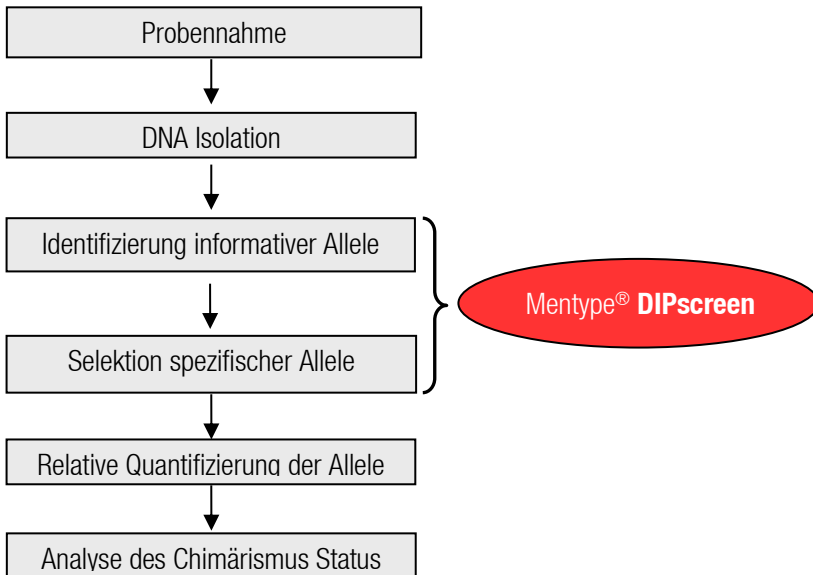 Probennahme
DNA Isolation
Identifizierung informativer Allele
Mentype® DIPscreen
Selektion spezifischer Allele
Relative Quantifizierung der Allele
Analyse des Chimärismus Status